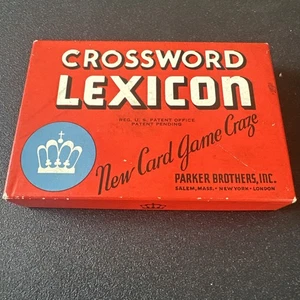 CROSSWORD
LEXICON
REG. U. S. PATENT OFFICE
PATENT PENDING
New Card Game Craze
PARKER BROTHERS, INC.
SALEM, MASS. • NEW YORK • LONDON